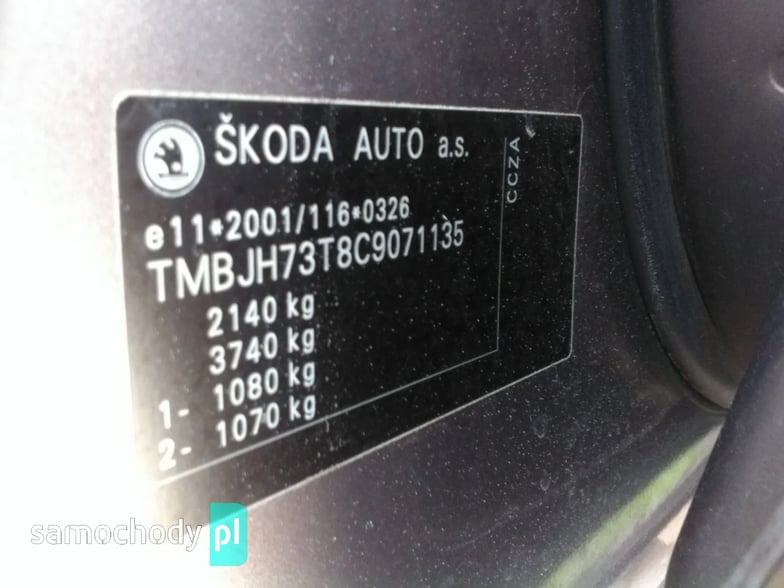 ŠKODA AUTO a.s.
CCZA
e11*2001/116*0326
TMBJH73T8C9071135
2140 kg
3740 kg
1- 1080 kg
2- 1070 kg
samochody pl